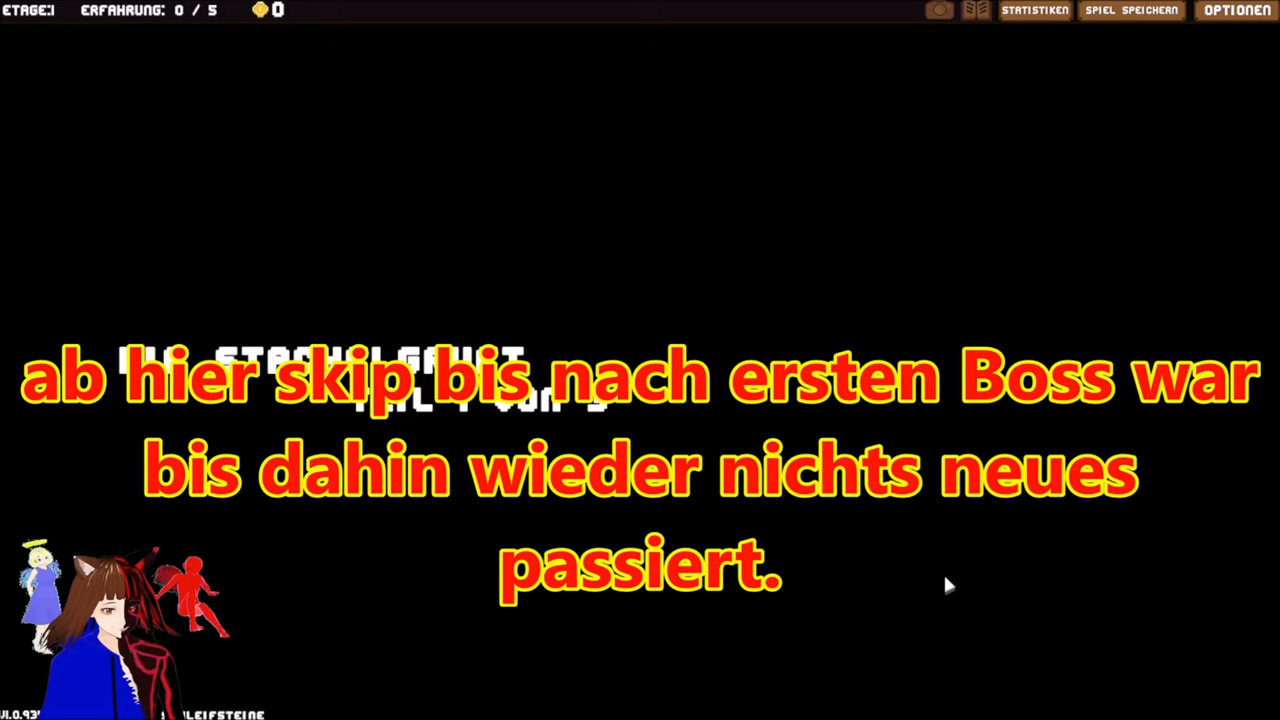 ETAGE:1 ERFAHRUNG: 0 / 5 0 STATISTIKEN SPIEL SPEICHERN OPTIONEN
ab hier skip bis nach ersten Boss war
bis dahin wieder nichts neues
passiert.